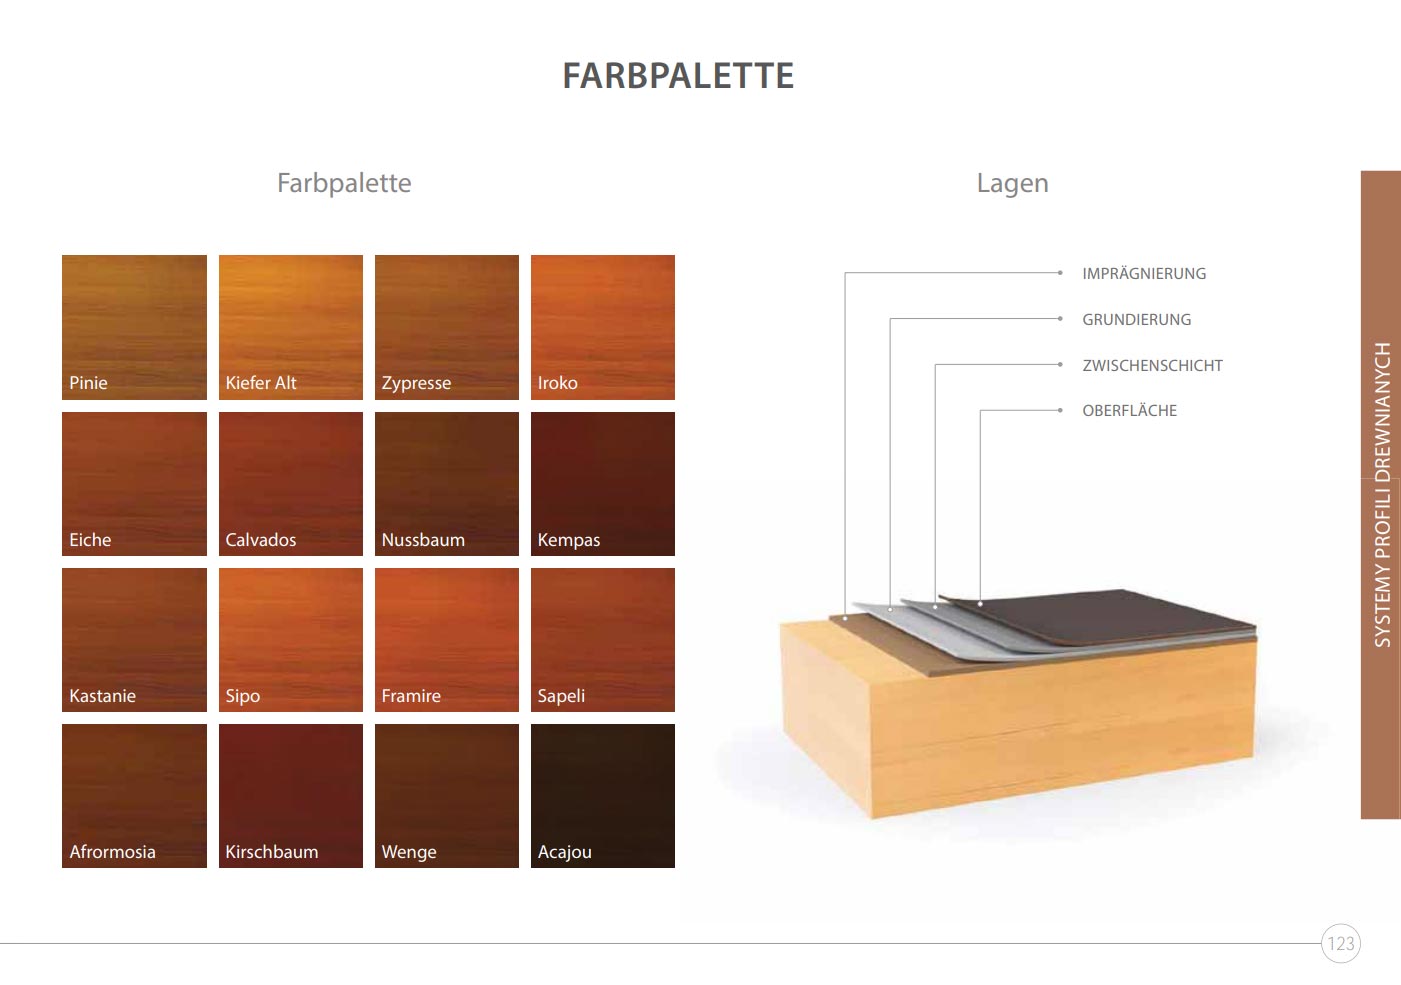 FARBPALETTE
Farbpalette
Pinie
Kiefer Alt
Zypresse
Iroko
Eiche
Calvados
Nussbaum
Kempas
Kastanie
Sipo
Framire
Sapeli
Afrormosia
Kirschbaum
Wenge
Acajou
Lagen
IMPRÄGNIERUNG
GRUNDIERUNG
ZWISCHENSCHICHT
OBERFLÄCHE
SYSTEMY PROFILI DREWNIANYCH
123